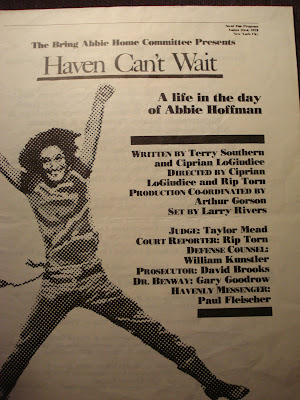 The Bring Abbie Home Committee Presents
Haven Can't Wait
A life in the day
of Abbie Hoffman
Written by Terry Southern
and Ciprian LoGiudice
Directed by Ciprian
LoGiudice and Rip Torn
Production Co-ordinated by
Arthur Gorson
Set by Larry Rivers
Judge: Taylor Mead
Court Reporter: Rip Torn
Defense Counsel:
William Kunstler
Prosecutor: David Brooks
Dr. Benway: Gary Goodrow
Havenly Messenger:
Paul Fleischer